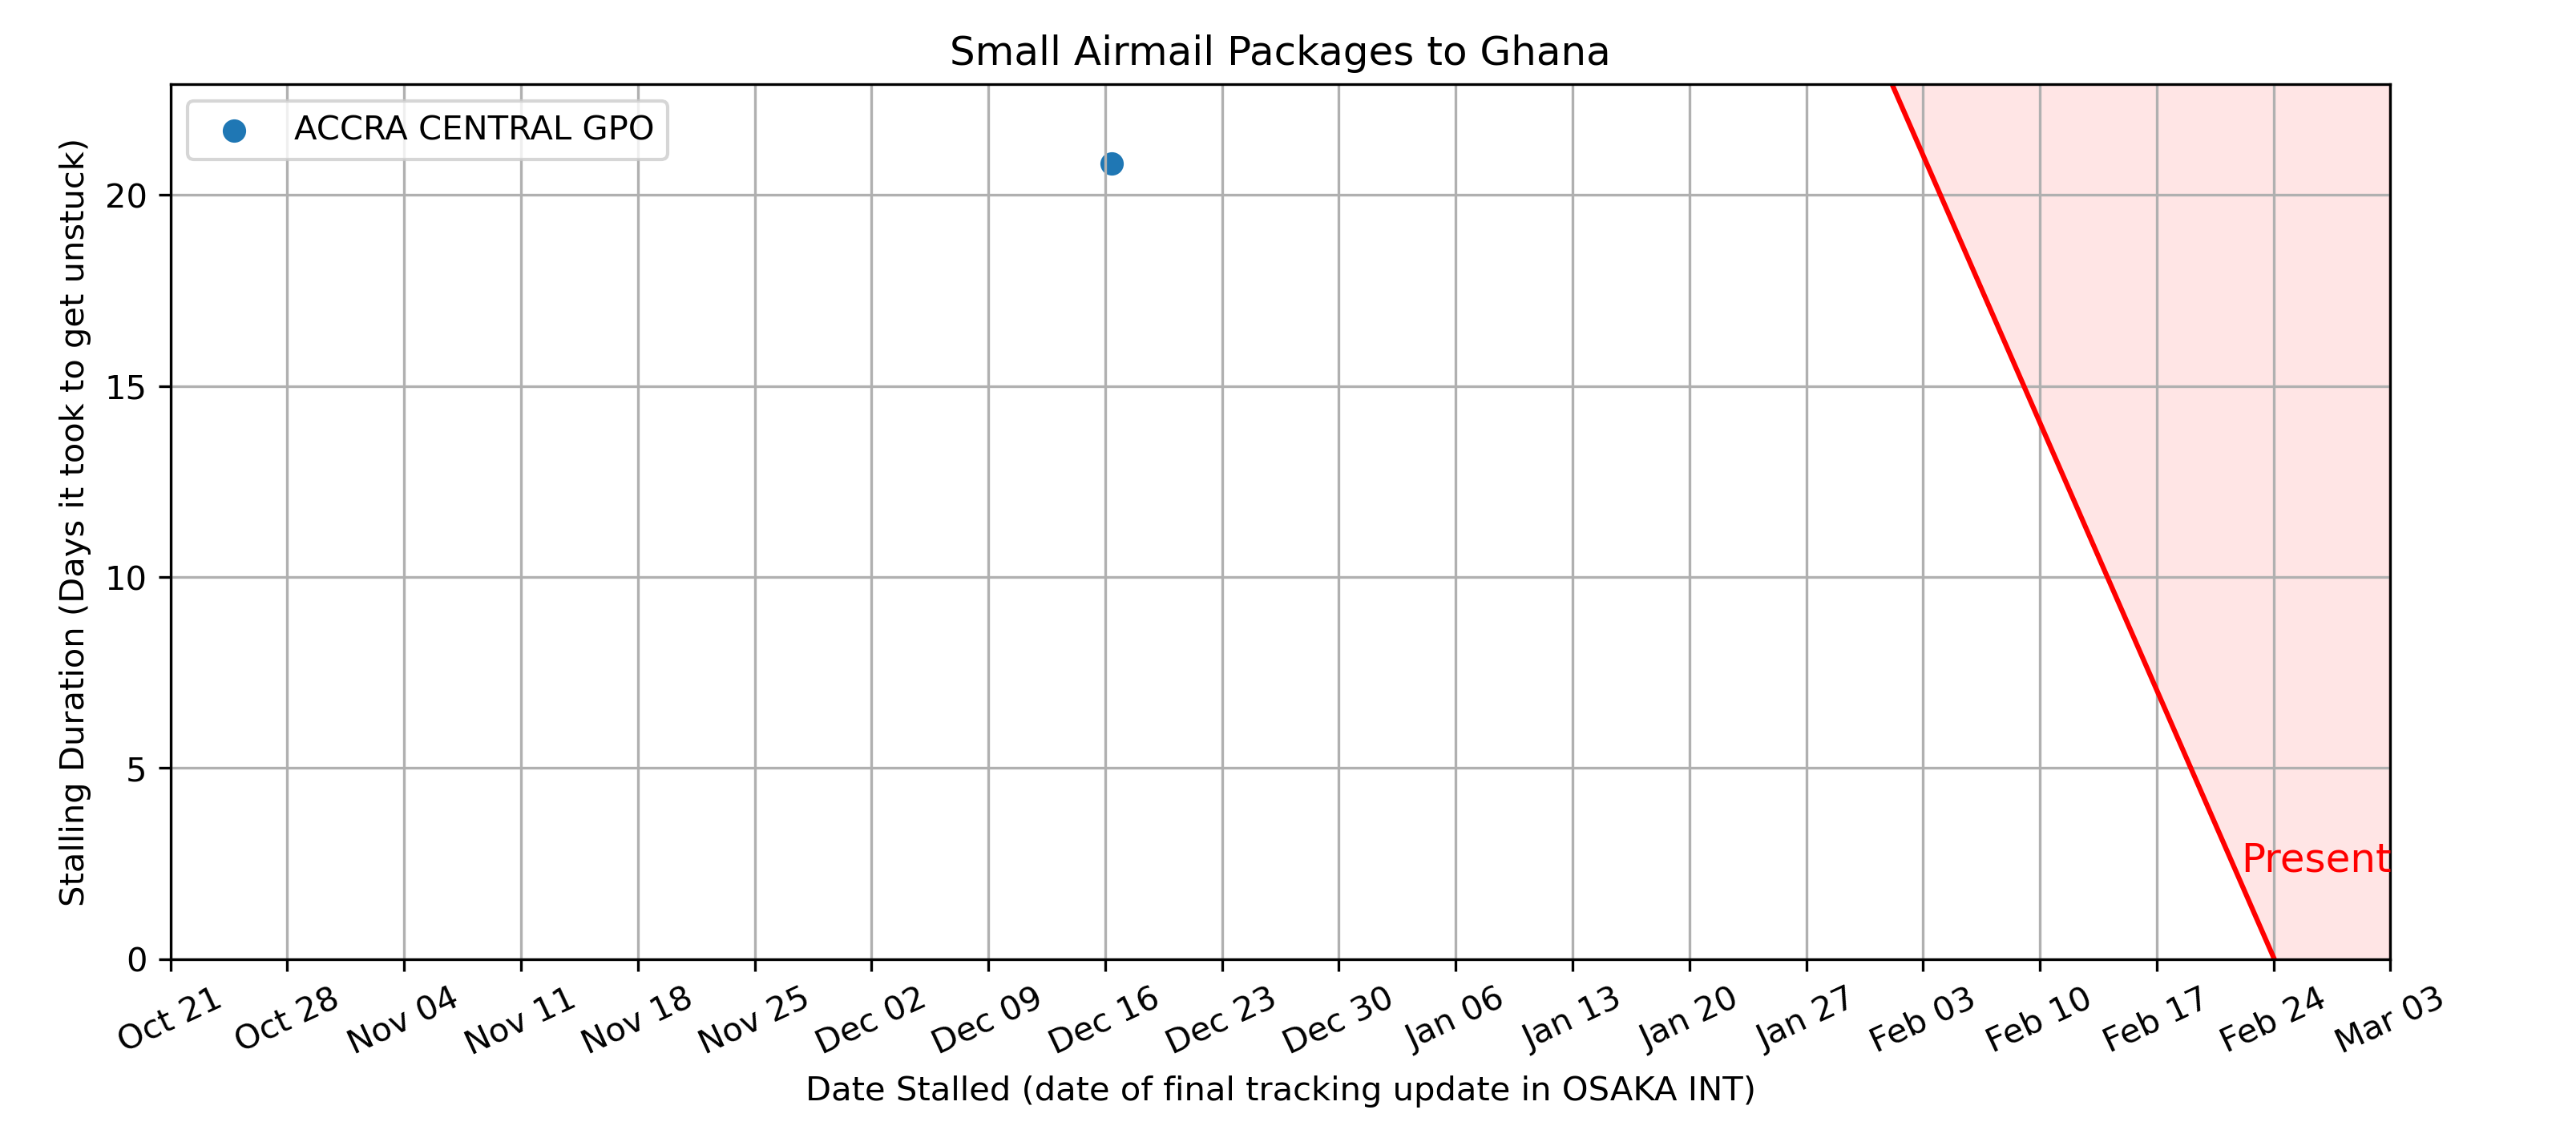 Small Airmail Packages to Ghana
ACCRA CENTRAL GPO
Stalling Duration (Days it took to get unstuck)
20
15
10
5
0
Present
Oct 21
Oct 28
Nov 04
Nov 11
Nov 18
Nov 25
Dec 02
Dec 09
Dec 16
Dec 23
Dec 30
Jan 06
Jan 13
Jan 20
Jan 27
Feb 03
Feb 10
Feb 17
Feb 24
Mar 03
Date Stalled (date of final tracking update in OSAKA INT)